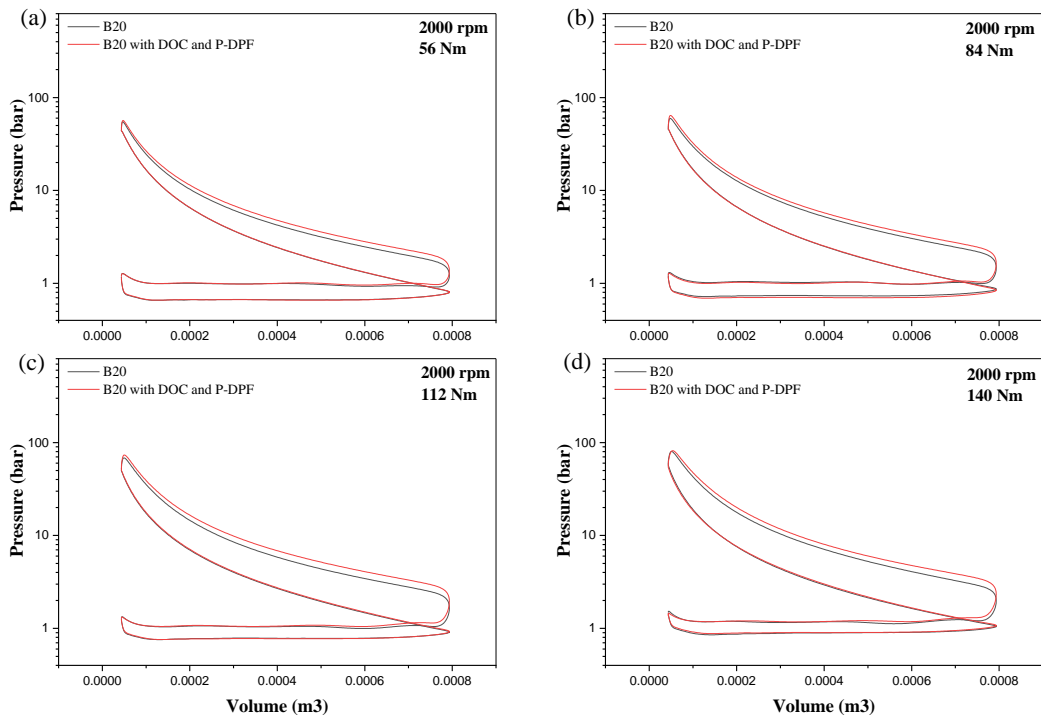 (a)
B20
B20 with DOC and P-DPF
2000 rpm
56 Nm
100
10
1
Pressure (bar)
0.0000
0.0002
0.0004
0.0006
0.0008
(b)
B20
B20 with DOC and P-DPF
2000 rpm
84 Nm
100
10
1
Pressure (bar)
0.0000
0.0002
0.0004
0.0006
0.0008
(c)
B20
B20 with DOC and P-DPF
2000 rpm
112 Nm
100
10
1
Pressure (bar)
0.0000
0.0002
0.0004
0.0006
0.0008
Volume (m3)
(d)
B20
B20 with DOC and P-DPF
2000 rpm
140 Nm
100
10
1
Pressure (bar)
0.0000
0.0002
0.0004
0.0006
0.0008
Volume (m3)